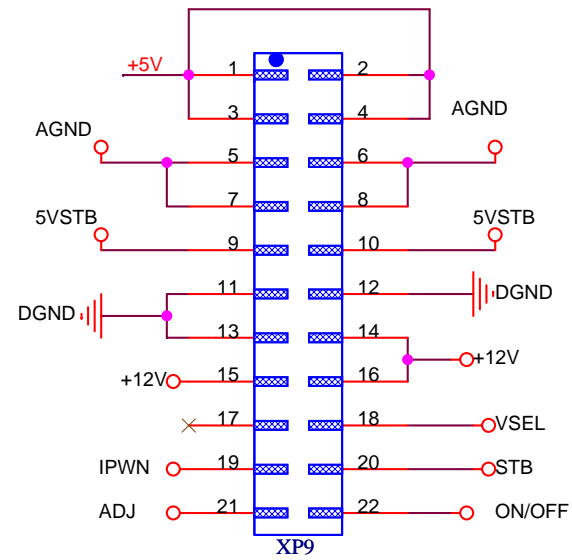 +5V 1 2
3 4
AGND AGND
5 6
7 8
5VSTB 5VSTB
9 10
11 12
DGND DGND
13 14
+12V
+12V 15 16
17 18 VSEL
IPWN 19 20 STB
ADJ 21 22 ON/OFF
XP9